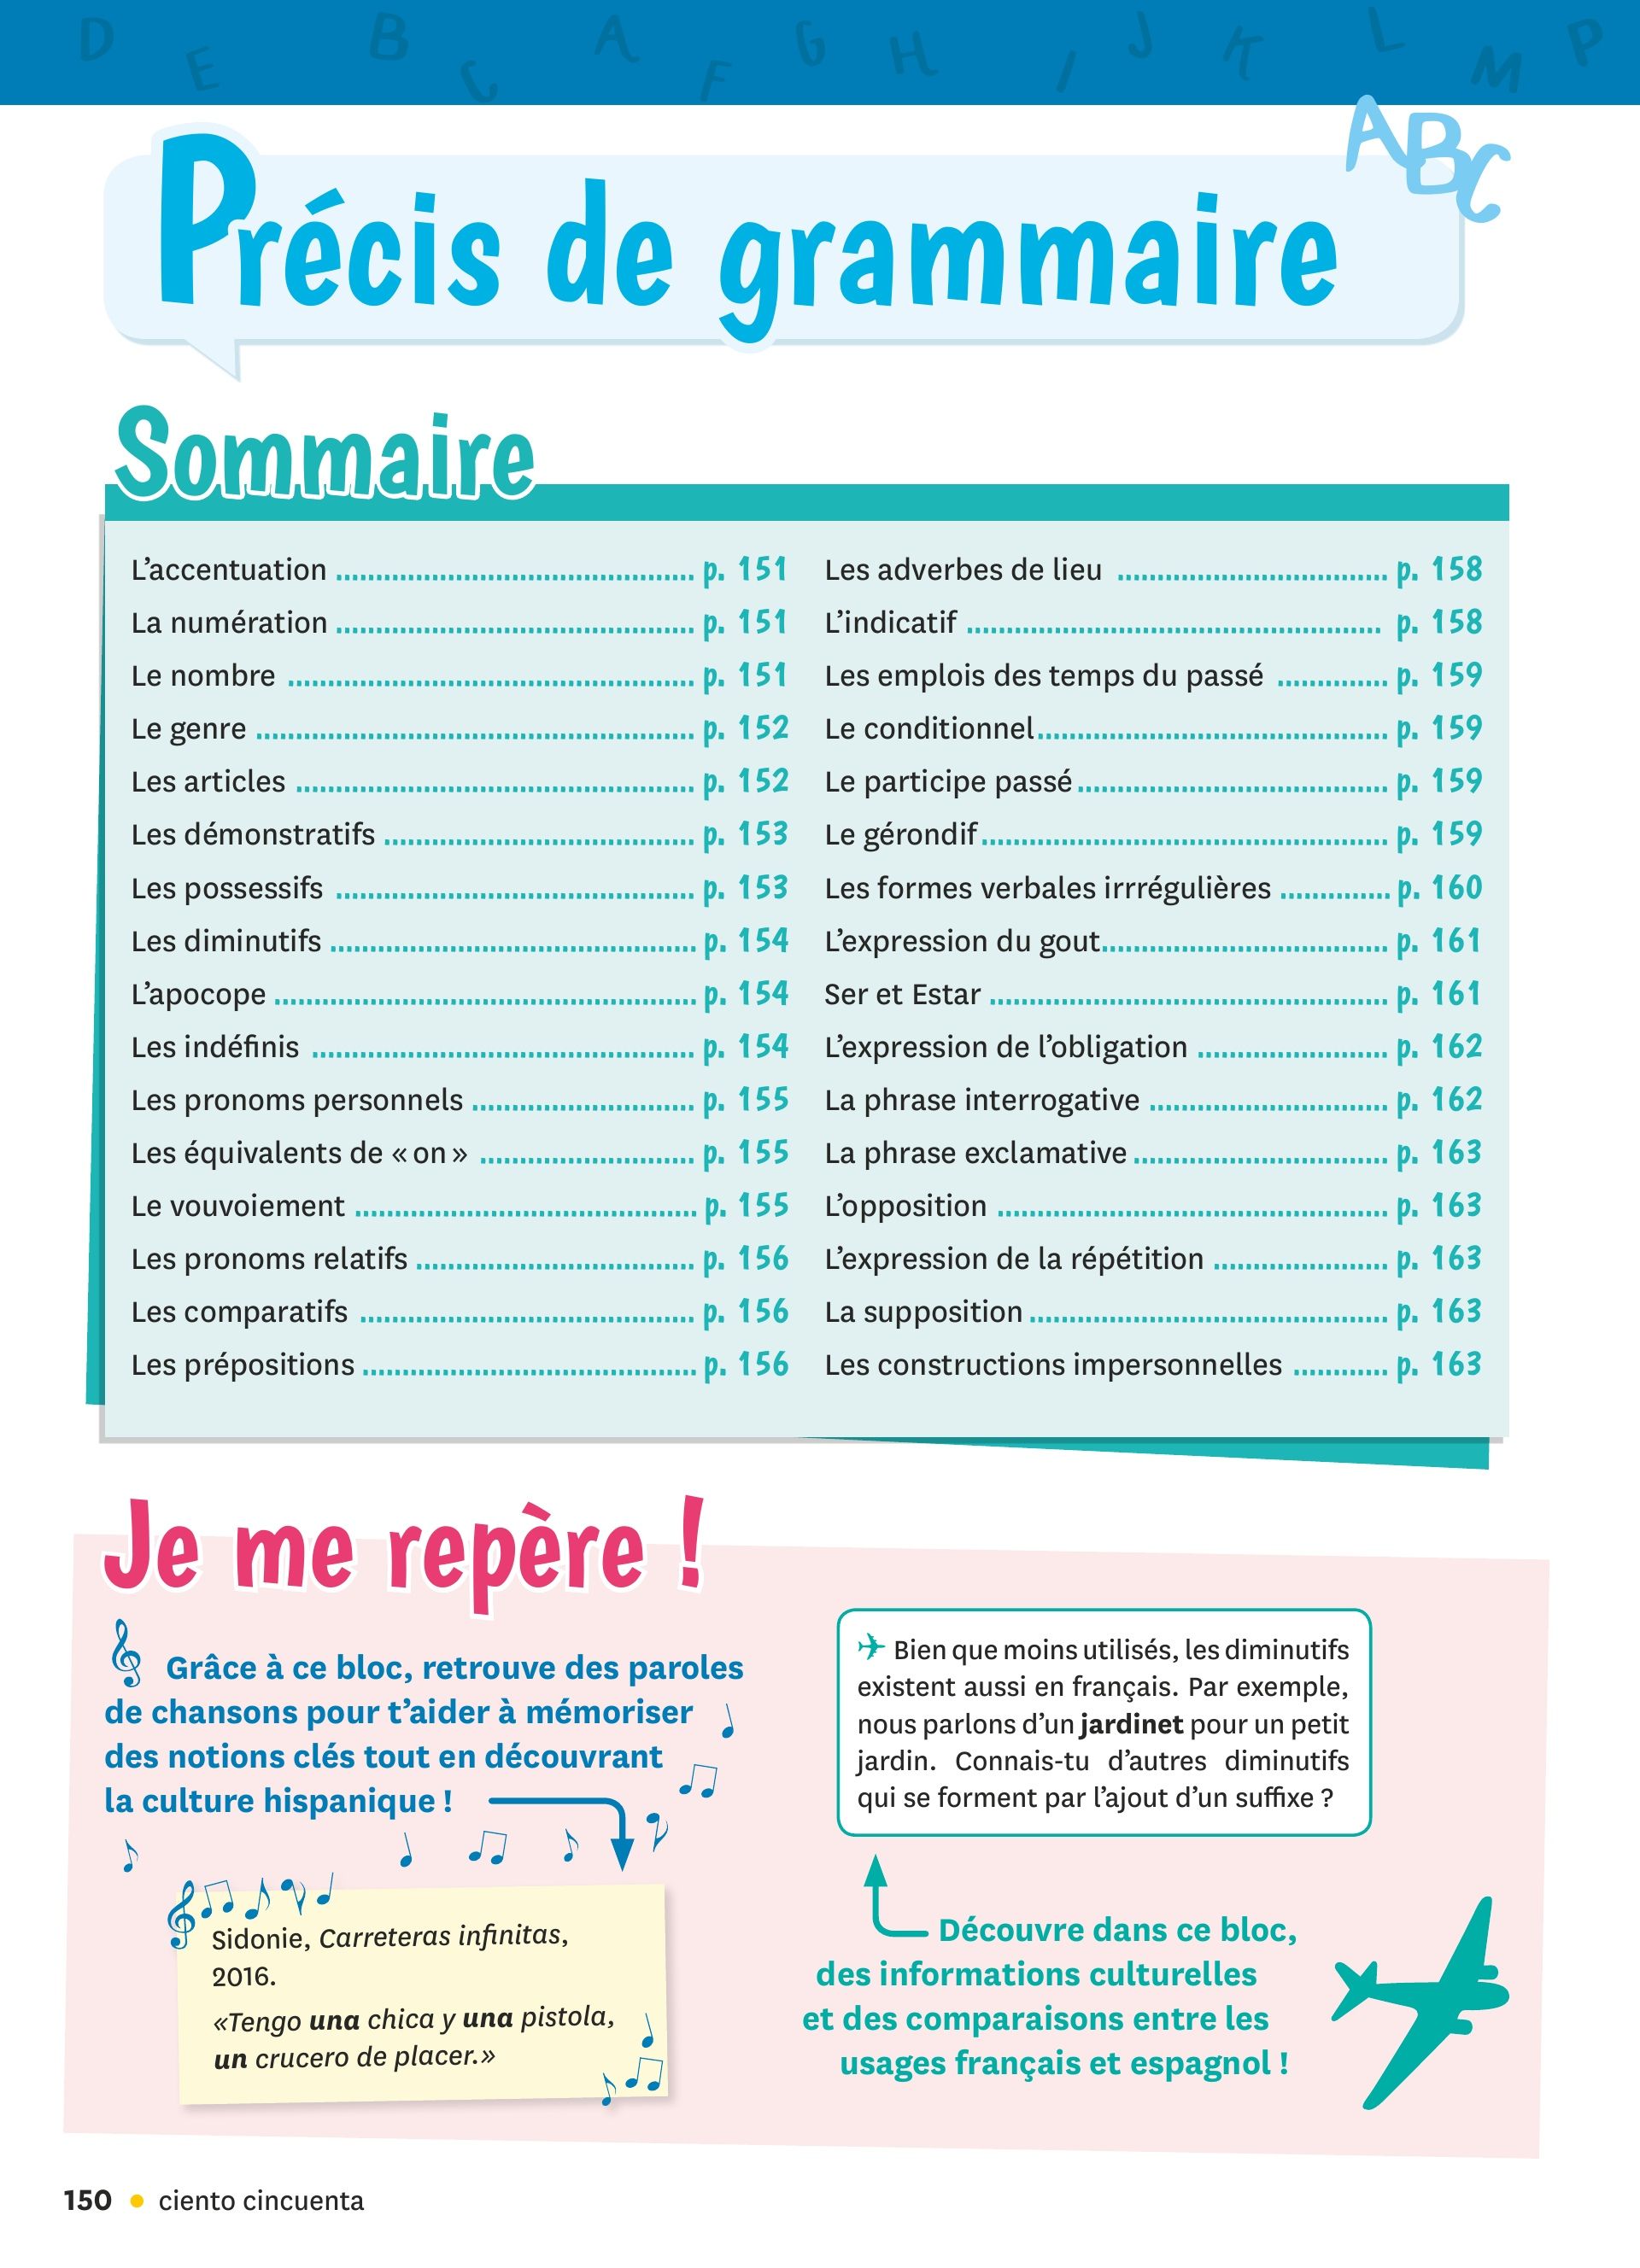 D E B C A F G H I J K L M P
ABC
Précis de grammaire
Sommaire
L'accentuation ............................................. p. 151
La numération ............................................. p. 151
Le nombre ................................................... p. 151
Le genre ....................................................... p. 152
Les articles .................................................. p. 152
Les démonstratifs ....................................... p. 153
Les possessifs ............................................. p. 153
Les diminutifs .............................................. p. 154
L'apocope ..................................................... p. 154
Les indéfinis ................................................ p. 154
Les pronoms personnels ............................ p. 155
Les équivalents de « on » ........................... p. 155
Le vouvoiement ........................................... p. 155
Les pronoms relatifs ................................... p. 156
Les comparatifs .......................................... p. 156
Les prépositions .......................................... p. 156
Les adverbes de lieu .................................. p. 158
L'indicatif .................................................... p. 158
Les emplois des temps du passé .............. p. 159
Le conditionnel............................................ p. 159
Le participe passé....................................... p. 159
Le gérondif................................................... p. 159
Les formes verbales irrrégulières .............. p. 160
L'expression du gout.................................... p. 161
Ser et Estar .................................................. p. 161
L'expression de l'obligation ........................ p. 162
La phrase interrogative .............................. p. 162
La phrase exclamative ................................ p. 163
L'opposition ................................................. p. 163
L'expression de la répétition ...................... p. 163
La supposition ............................................. p. 163
Les constructions impersonnelles ............ p. 163
Je me repère !
Grâce à ce bloc, retrouve des paroles
de chansons pour t'aider à mémoriser
des notions clés tout en découvrant
la culture hispanique !
Sidonie, Carreteras infinitas,
2016.
«Tengo una chica y una pistola,
un crucero de placer.»
Bien que moins utilisés, les diminutifs
existent aussi en français. Par exemple,
nous parlons d'un jardinet pour un petit
jardin. Connais-tu d'autres diminutifs
qui se forment par l'ajout d'un suffixe ?
Découvre dans ce bloc,
des informations culturelles
et des comparaisons entre les
usages français et espagnol !
150 • ciento cincuenta